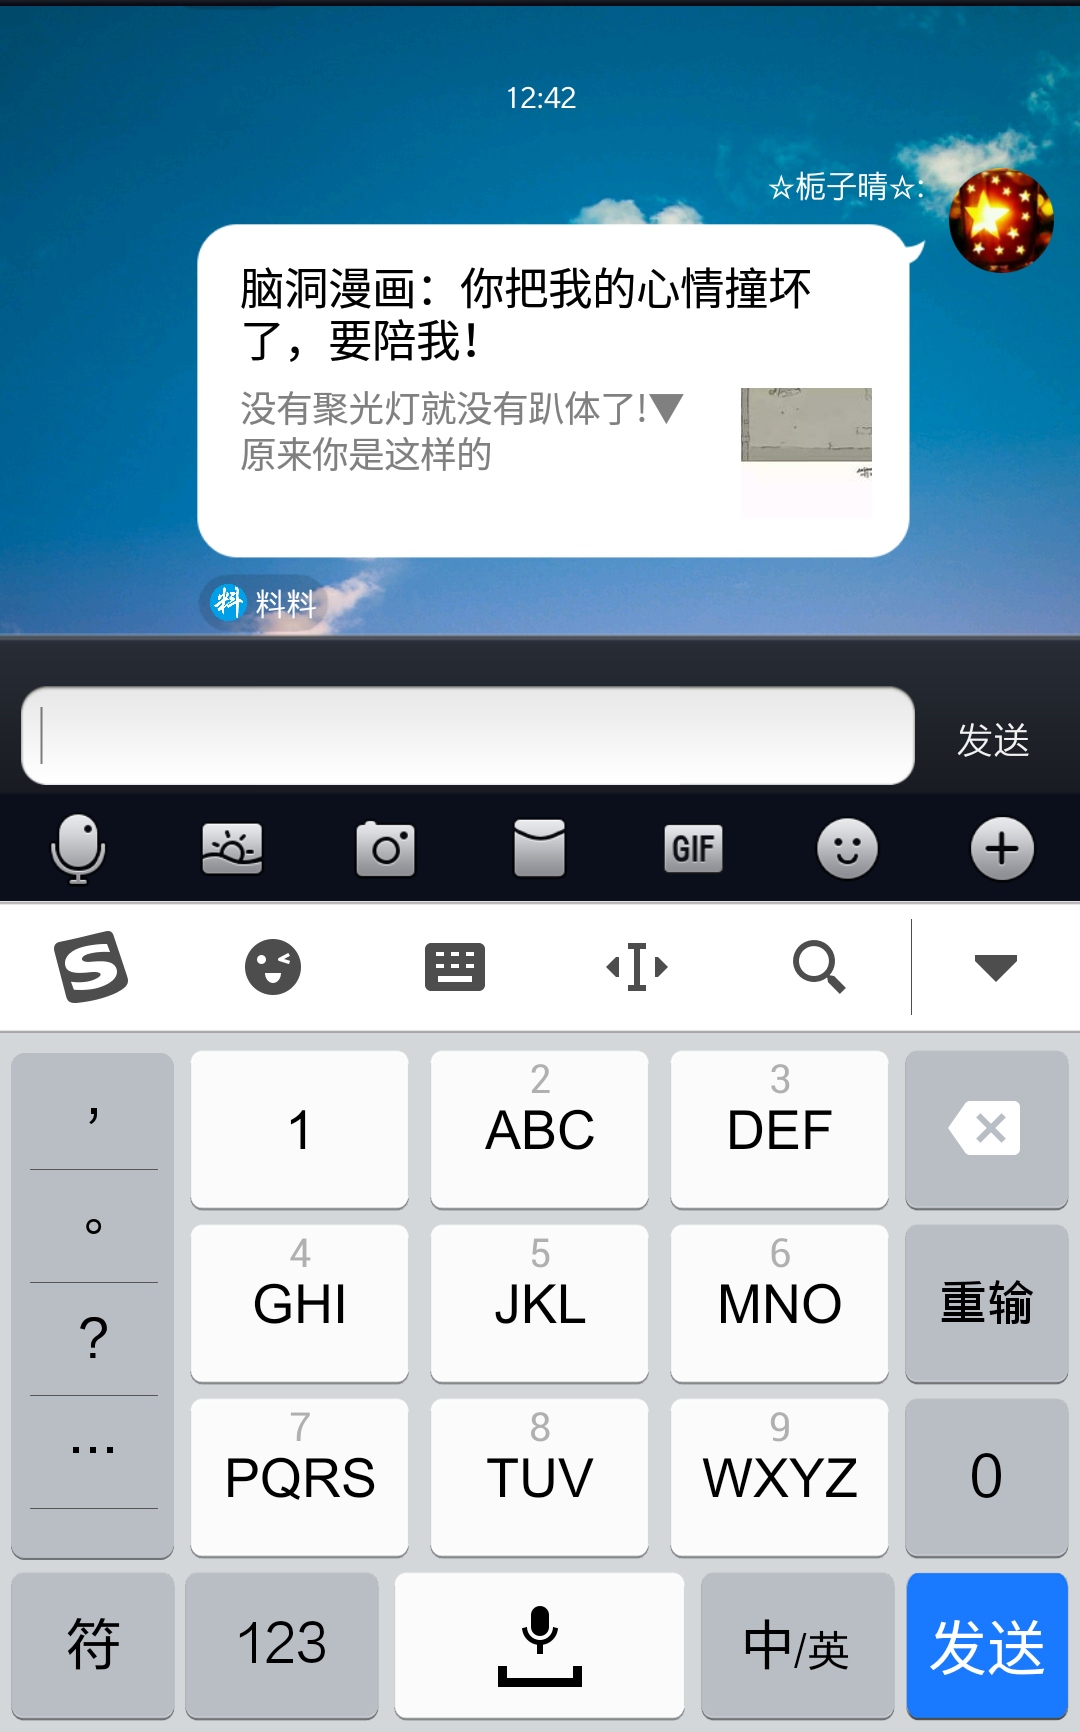 12:42
☆栀子晴☆:
脑洞漫画：你把我的心情撞坏
了，要陪我！
没有聚光灯就没有趴体了!▼
原来你是这样的
料 料料
发送
GIF
，
1
2
ABC
3
DEF
。
4
GHI
5
JKL
6
MNO
重输
?
...
7
PQRS
8
TUV
9
WXYZ
0
符
123
中/英
发送